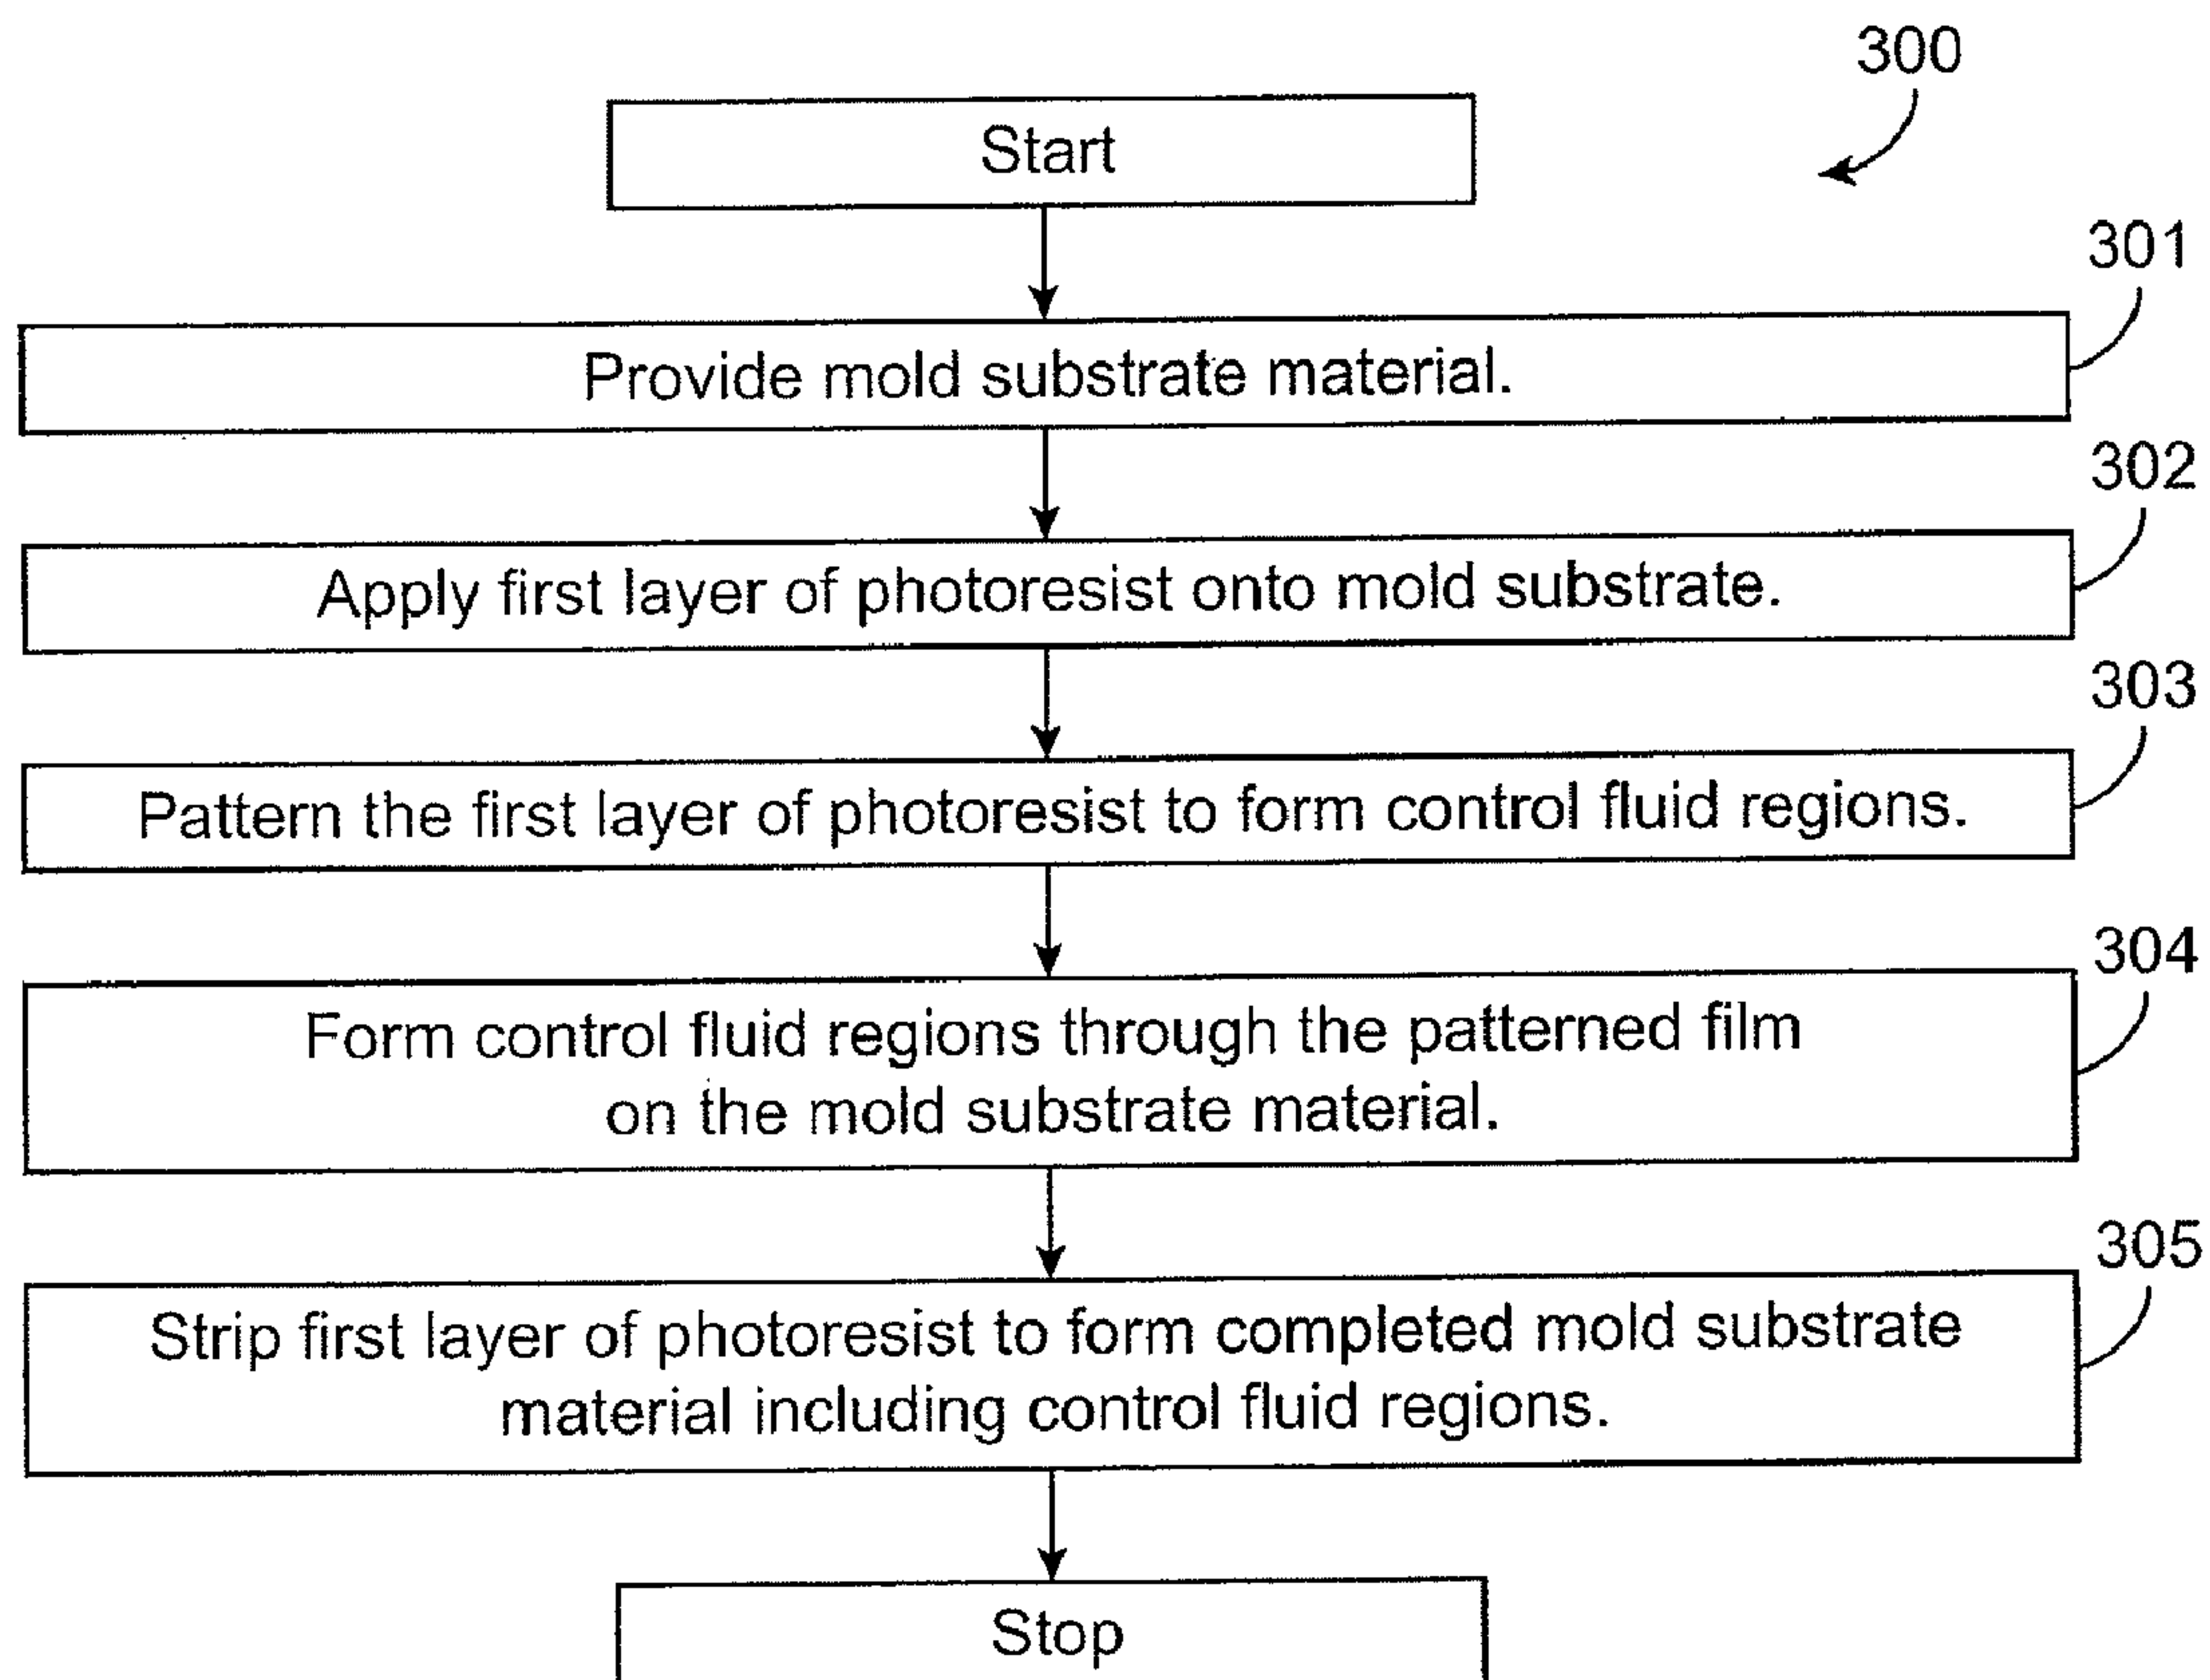 300
Start
301
Provide mold substrate material.
302
Apply first layer of photoresist onto mold substrate.
303
Pattern the first layer of photoresist to form control fluid regions.
304
Form control fluid regions through the patterned film
on the mold substrate material.
305
Strip first layer of photoresist to form completed mold substrate
material including control fluid regions.
Stop